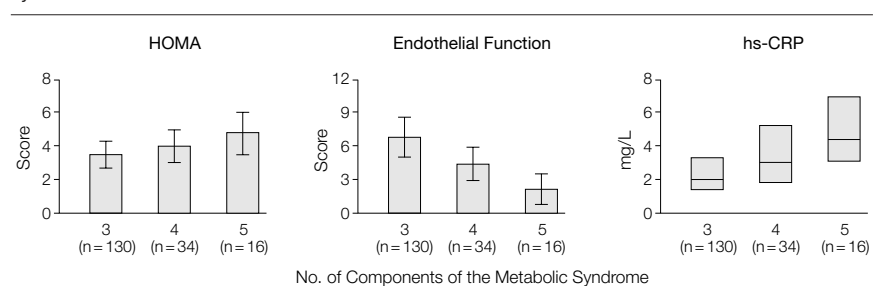 HOMA
Score
8
6
4
2
0
3 4 5
(n=130) (n=34) (n=16)
Endothelial Function
Score
12
9
6
3
0
3 4 5
(n=130) (n=34) (n=16)
hs-CRP
mg/L
8
6
4
2
0
3 4 5
(n=130) (n=34) (n=16)
No. of Components of the Metabolic Syndrome